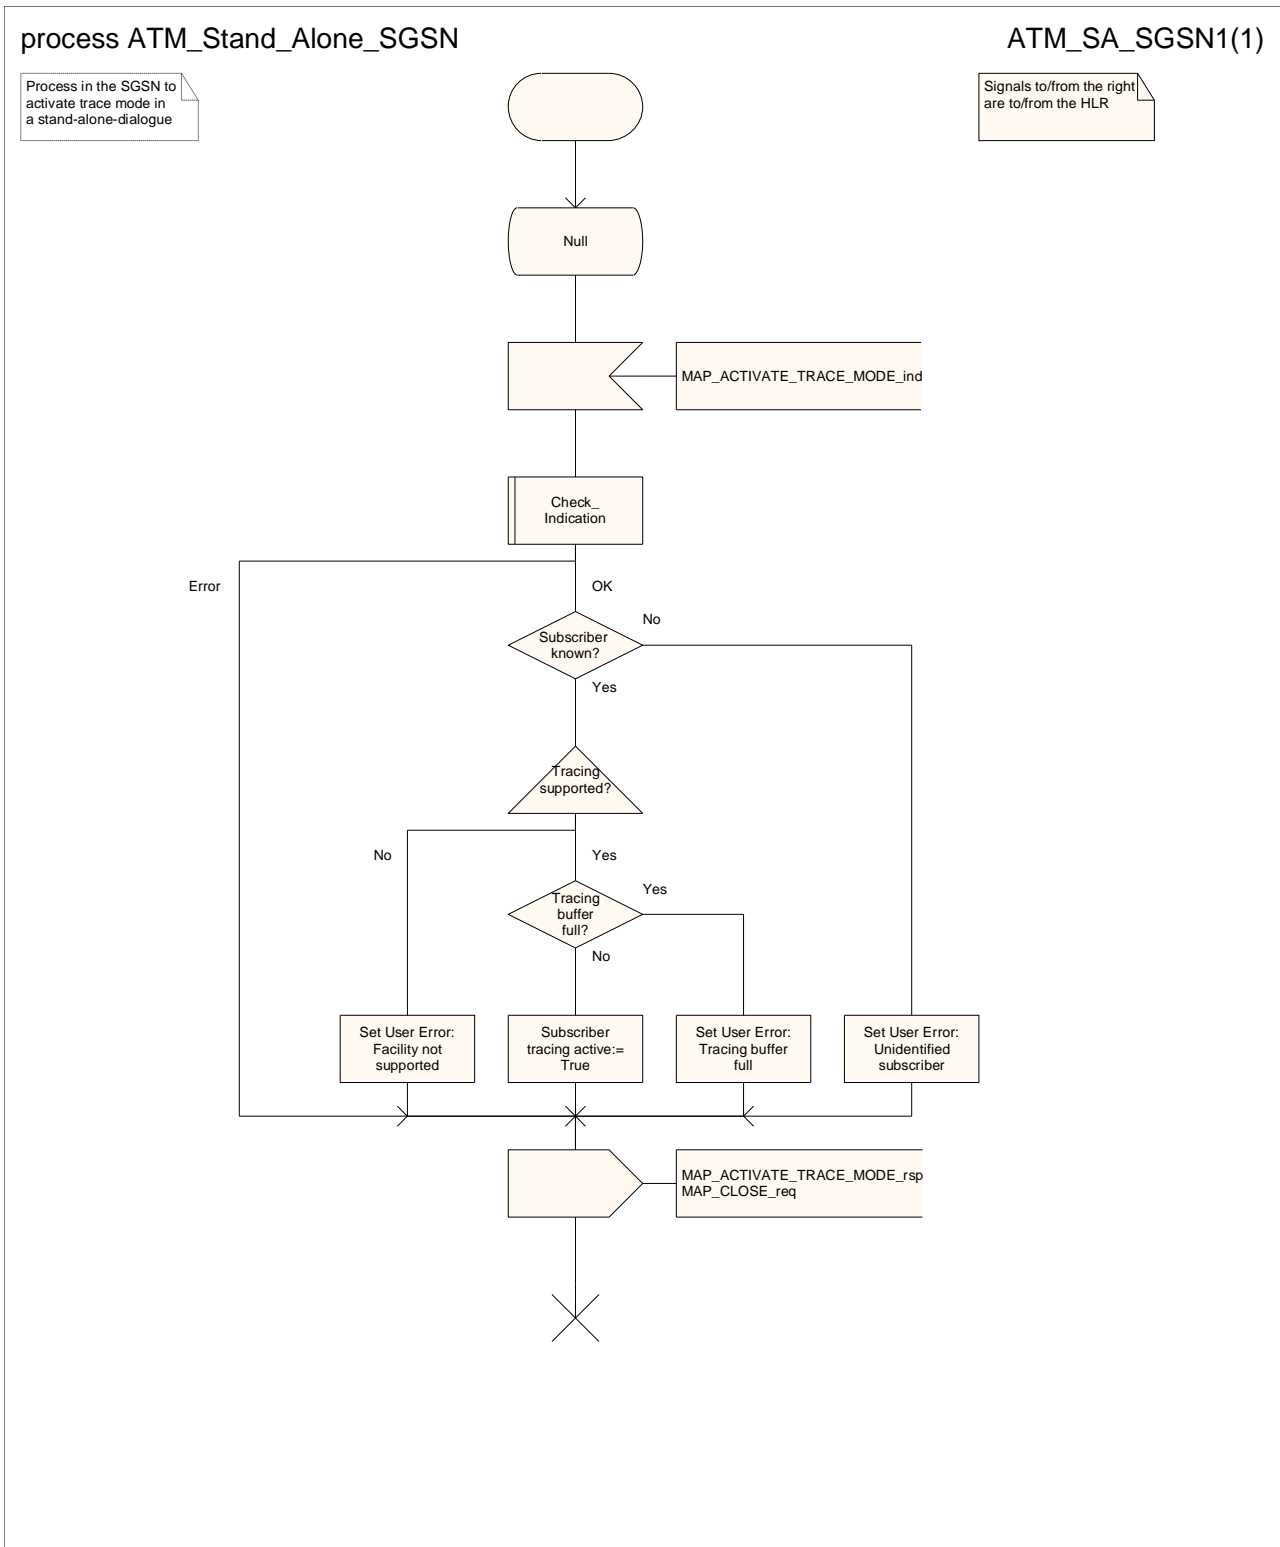 process ATM_Stand_Alone_SGSN
ATM_SA_SGSN1(1)
Process in the SGSN to
activate trace mode in
a stand-alone-dialogue
Signals to/from the right
are to/from the HLR
Null
MAP_ACTIVATE_TRACE_MODE_ind
Check_
Indication
Error
OK
No
Subscriber
known?
Yes
Tracing
supported?
No
Yes
Yes
Tracing
buffer
full?
No
Set User Error:
Facility not
supported
Subscriber
tracing active:=
True
Set User Error:
Tracing buffer
full
Set User Error:
Unidentified
subscriber
MAP_ACTIVATE_TRACE_MODE_rsp
MAP_CLOSE_req